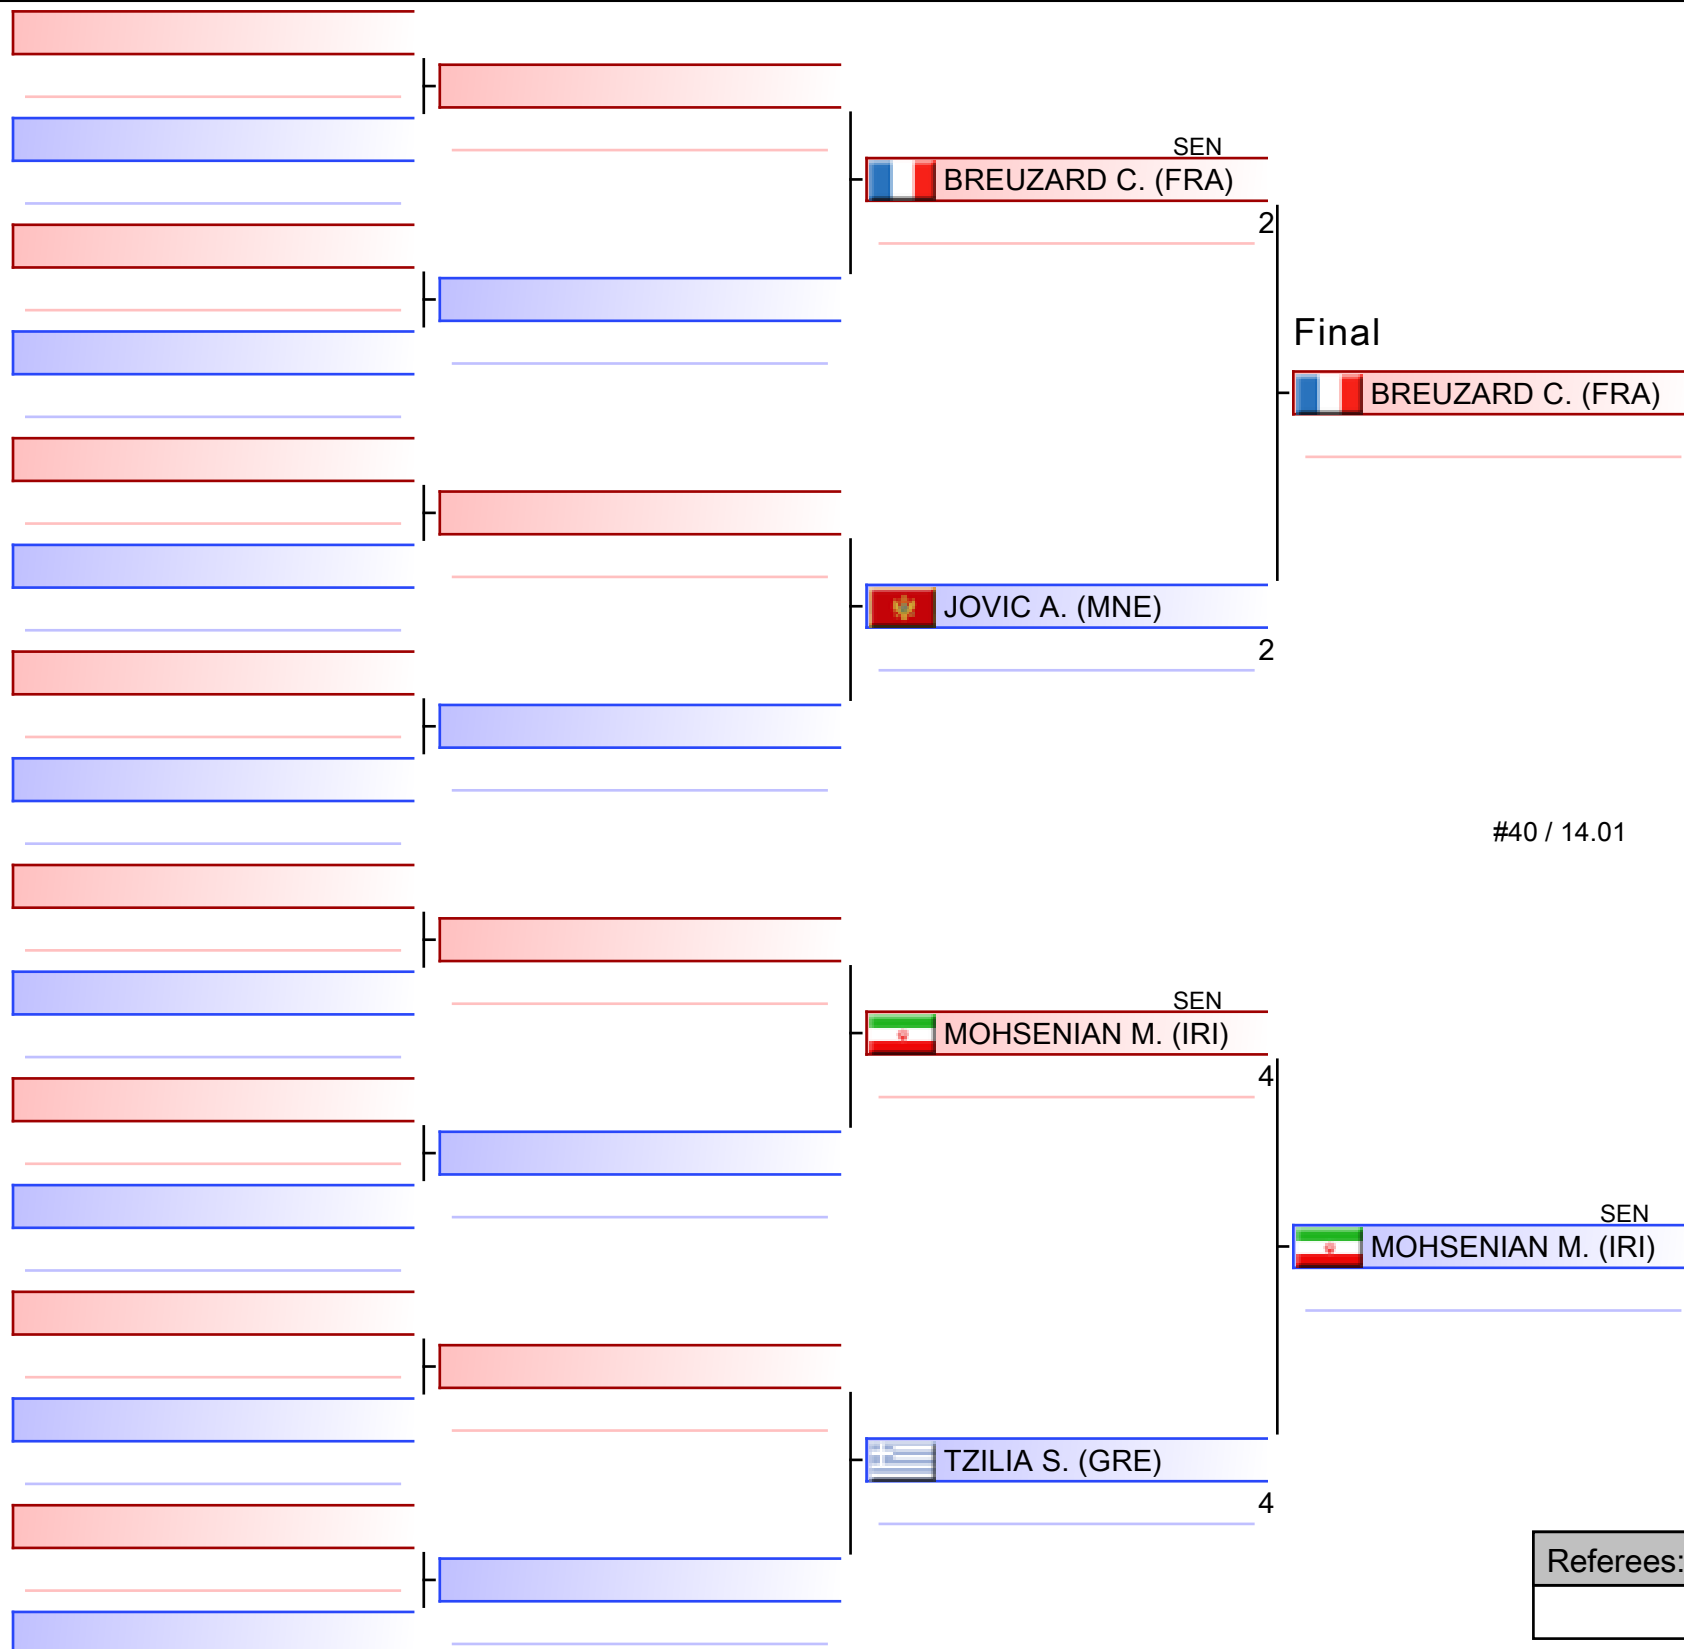 SEN
BREUZARD C. (FRA)
2
Final
BREUZARD C. (FRA)
JOVIC A. (MNE)
2
#40 / 14.01
SEN
MOHSENIAN M. (IRI)
4
SEN
MOHSENIAN M. (IRI)
TZILIA S. (GRE)
4
Referees: